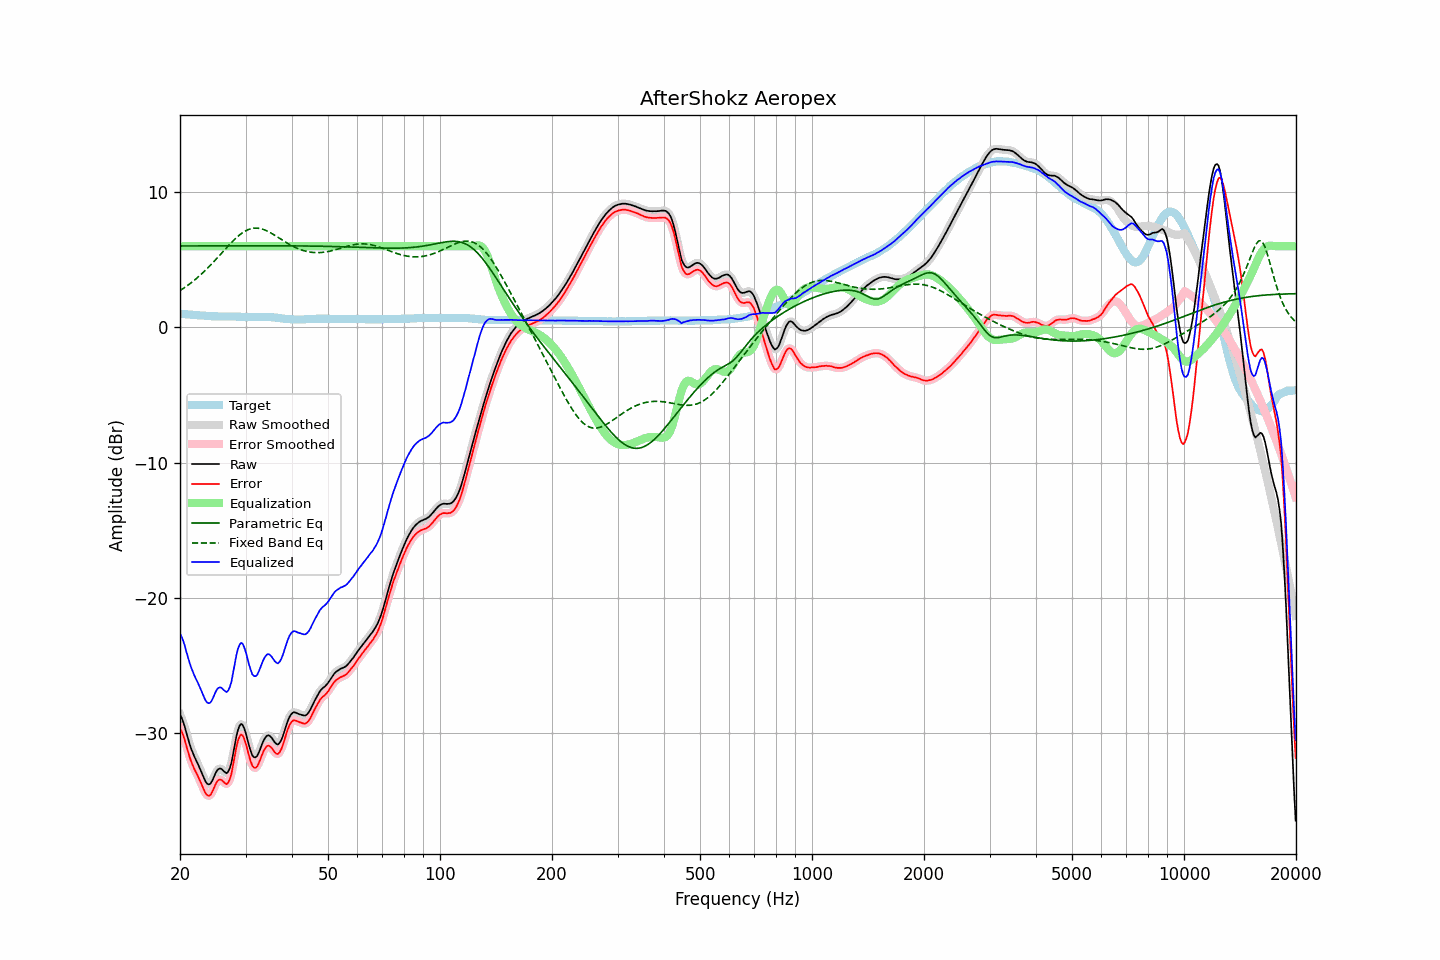 AfterShokz Aeropex
Amplitude (dBr)
10
0
−10
−20
−30
Target
Raw Smoothed
Error Smoothed
Raw
Error
Equalization
Parametric Eq
Fixed Band Eq
Equalized
20 50 100 200 500 1000 2000 5000 10000 20000
Frequency (Hz)